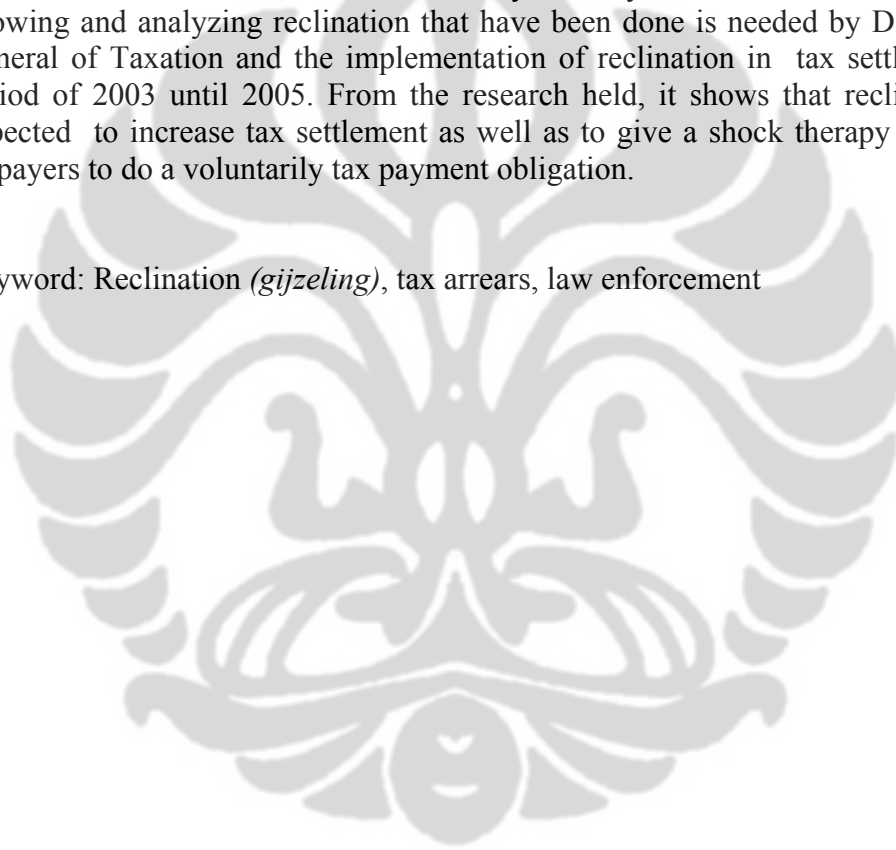 owing and analyzing reclination that have been done is needed by D
neral of Taxation and the implementation of reclination in tax settl
iod of 2003 until 2005. From the research held, it shows that recli
pected to increase tax settlement as well as to give a shock therapy
payers to do a voluntarily tax payment obligation.
yword: Reclination (gijzeling), tax arrears, law enforcement